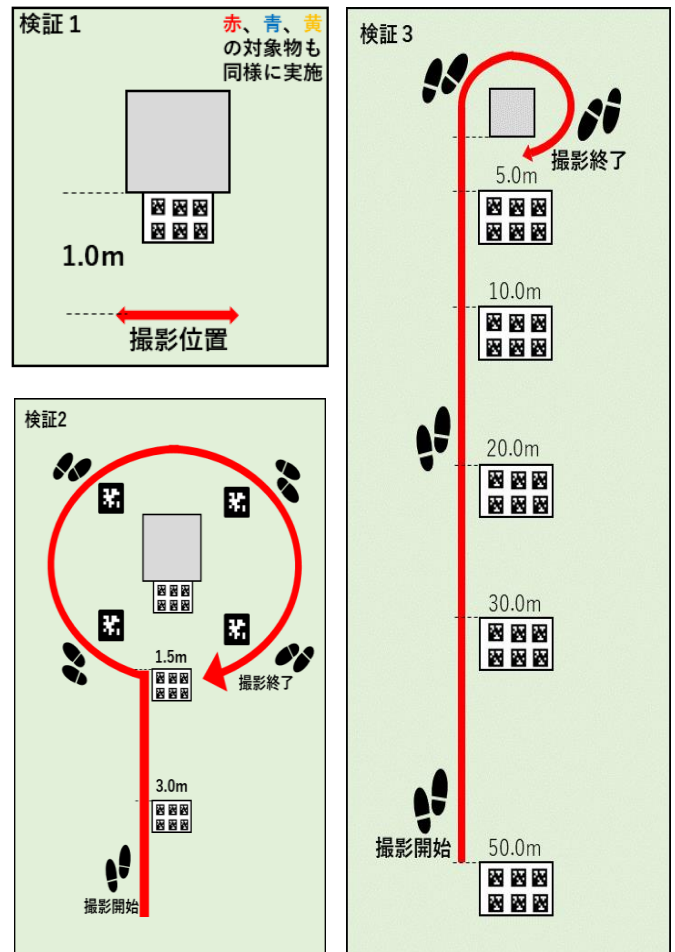 検証1
赤、青、黄
の対象物も
同様に実施
1.0m
撮影位置
検証2
1.5m
撮影終了
3.0m
撮影開始
検証3
撮影終了
5.0m
10.0m
20.0m
30.0m
撮影開始
50.0m